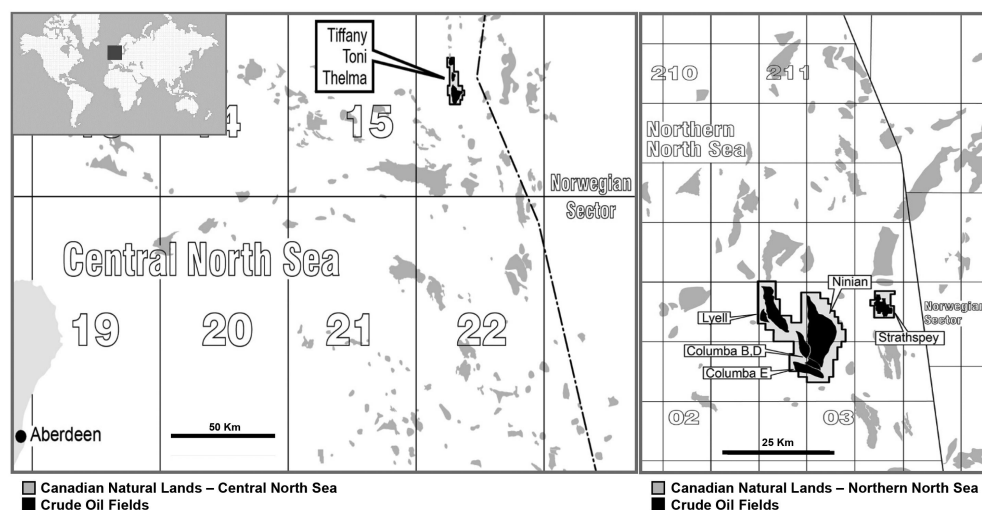 Tiffany
Toni
Thelma
15
Norwegian
Sector
Central North Sea
19
20
21
22
Aberdeen
50 Km
Canadian Natural Lands – Central North Sea
Crude Oil Fields
210
211
Northern
North Sea
Ninian
Lyell
Norwegian
Sector
Strathspey
Columba B,D
Columba E
02
03
25 Km
Canadian Natural Lands – Northern North Sea
Crude Oil Fields